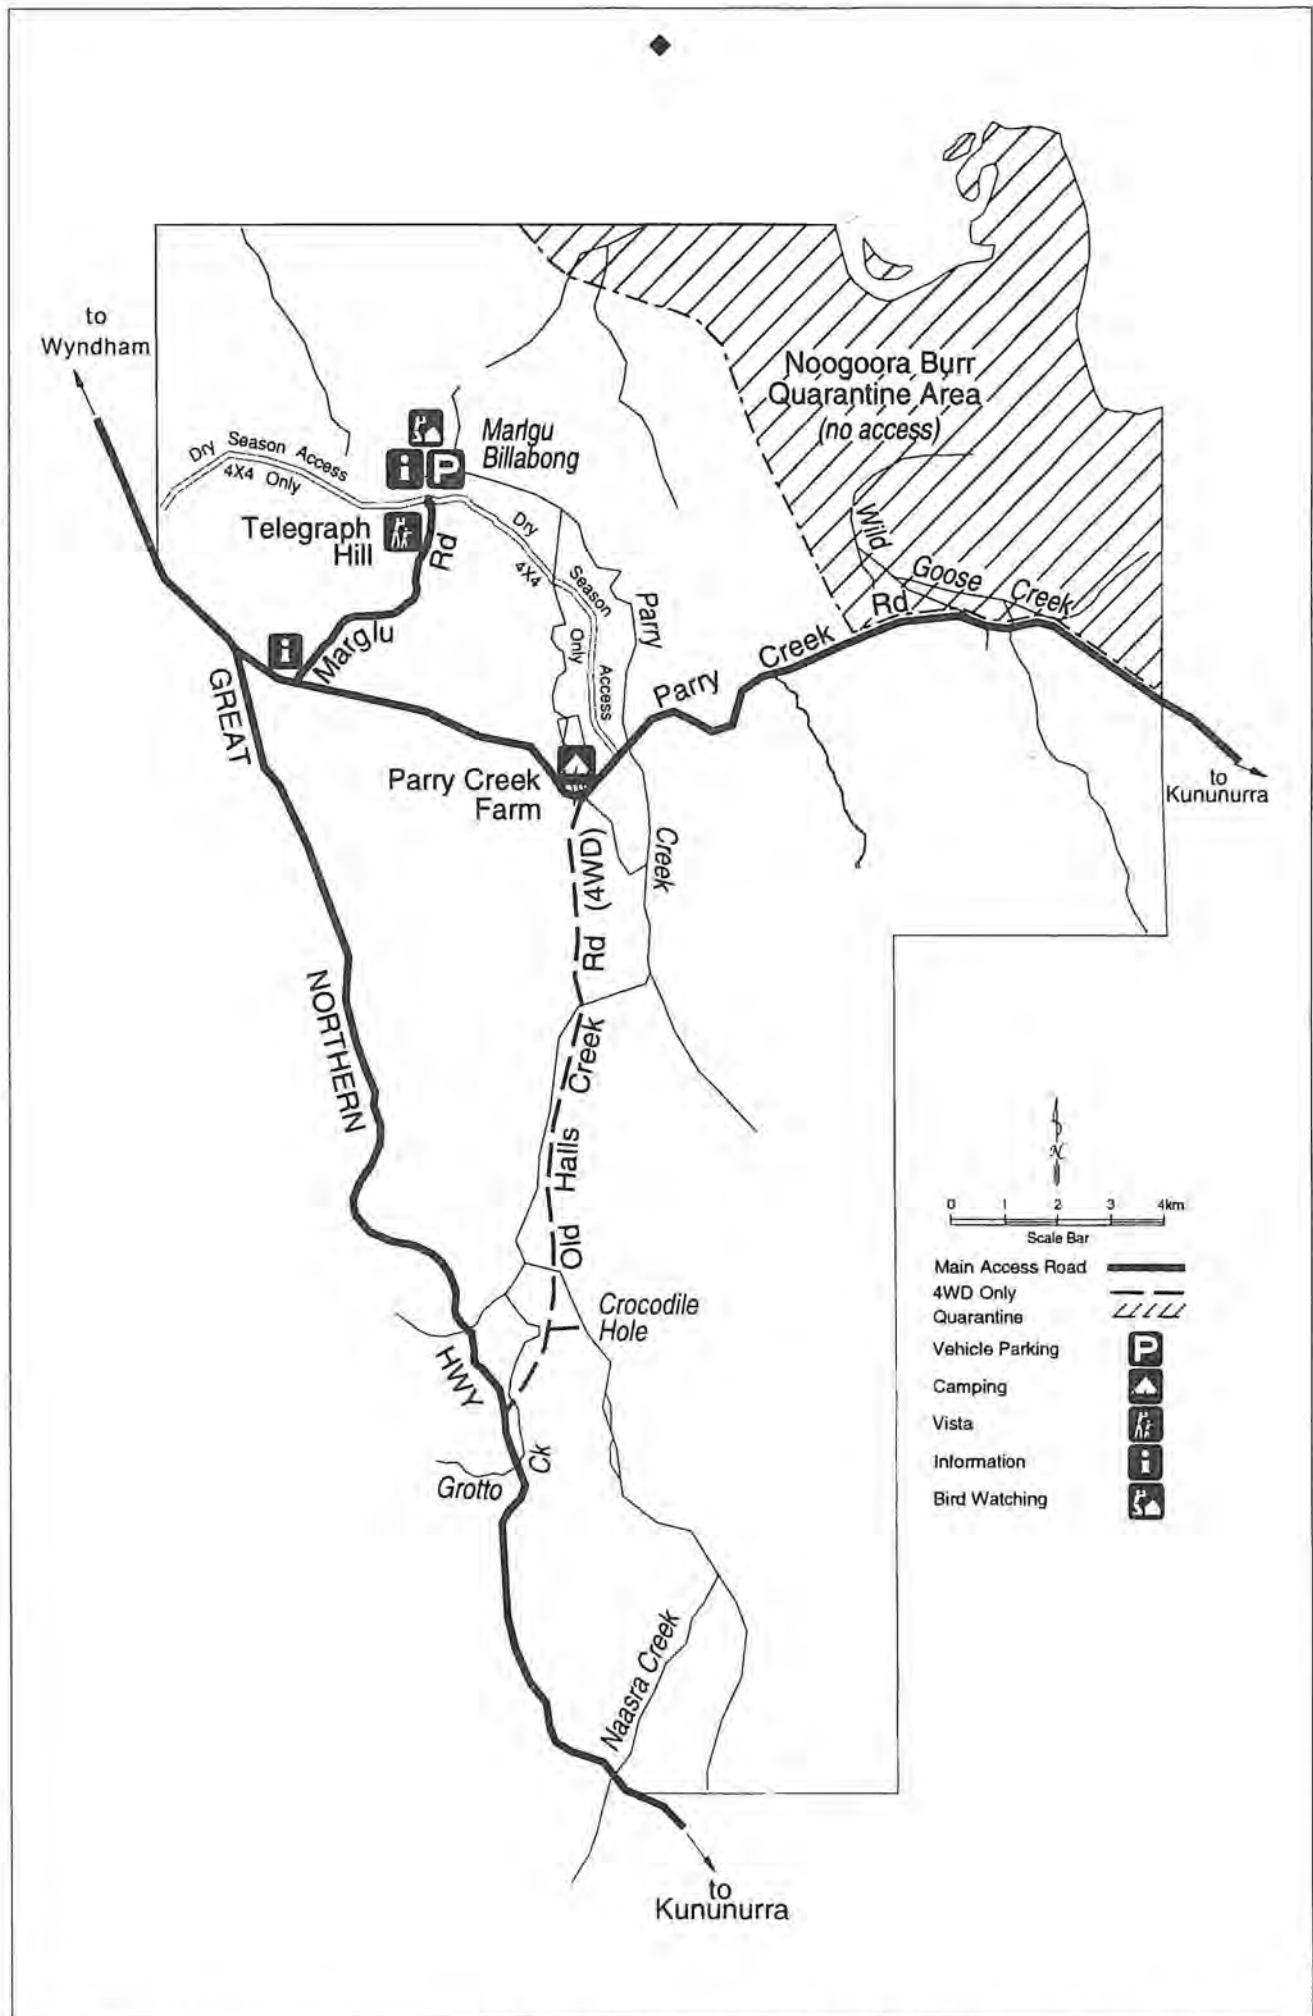 to
Wyndham
Noogoora Burr
Quarantine Area
(no access)
Marlgu
Billabong
Dry Season Access
4X4 Only
Telegraph
Hill
Rd
Marglu
Dry Season Access
4X4 Only
Parry
Creek
Wild
Goose
Creek
Parry Creek Rd
to
Kununurra
GREAT
NORTHERN
HWY
Parry Creek
Farm
Old Halls Creek Rd (4WD)
Crocodile
Hole
Grotto Ck
Naasra Creek
to
Kununurra
N
0 1 2 3 4km
Scale Bar
Main Access Road
4WD Only
Quarantine
Vehicle Parking
P
Camping
Vista
Information
i
Bird Watching
i
P
i